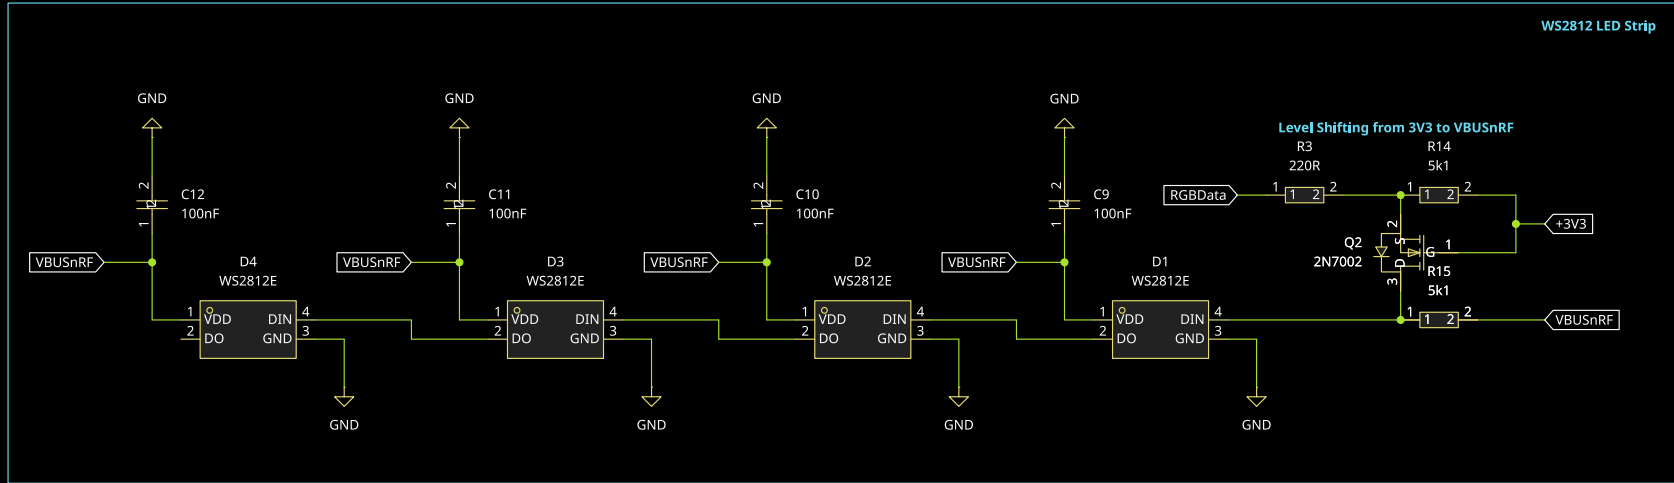 WS2812 LED Strip
GND
GND
GND
GND
Level Shifting from 3V3 to VBUSnRF
R3
220R
R14
5k1
2
C12
100nF
1
2
C11
100nF
1
2
C10
100nF
1
2
C9
100nF
1
RGBData
1
1 2
2
1
1 2
2
+3V3
2
S
Q2
2N7002
G
1
D
3
R15
5k1
VBUSnRF
VBUSnRF
VBUSnRF
VBUSnRF
D4
WS2812E
D3
WS2812E
D2
WS2812E
D1
WS2812E
1 VDD DIN 4
2 DO GND 3
1 VDD DIN 4
2 DO GND 3
1 VDD DIN 4
2 DO GND 3
1 VDD DIN 4
2 DO GND 3
1
1 2
2
VBUSnRF
GND
GND
GND
GND